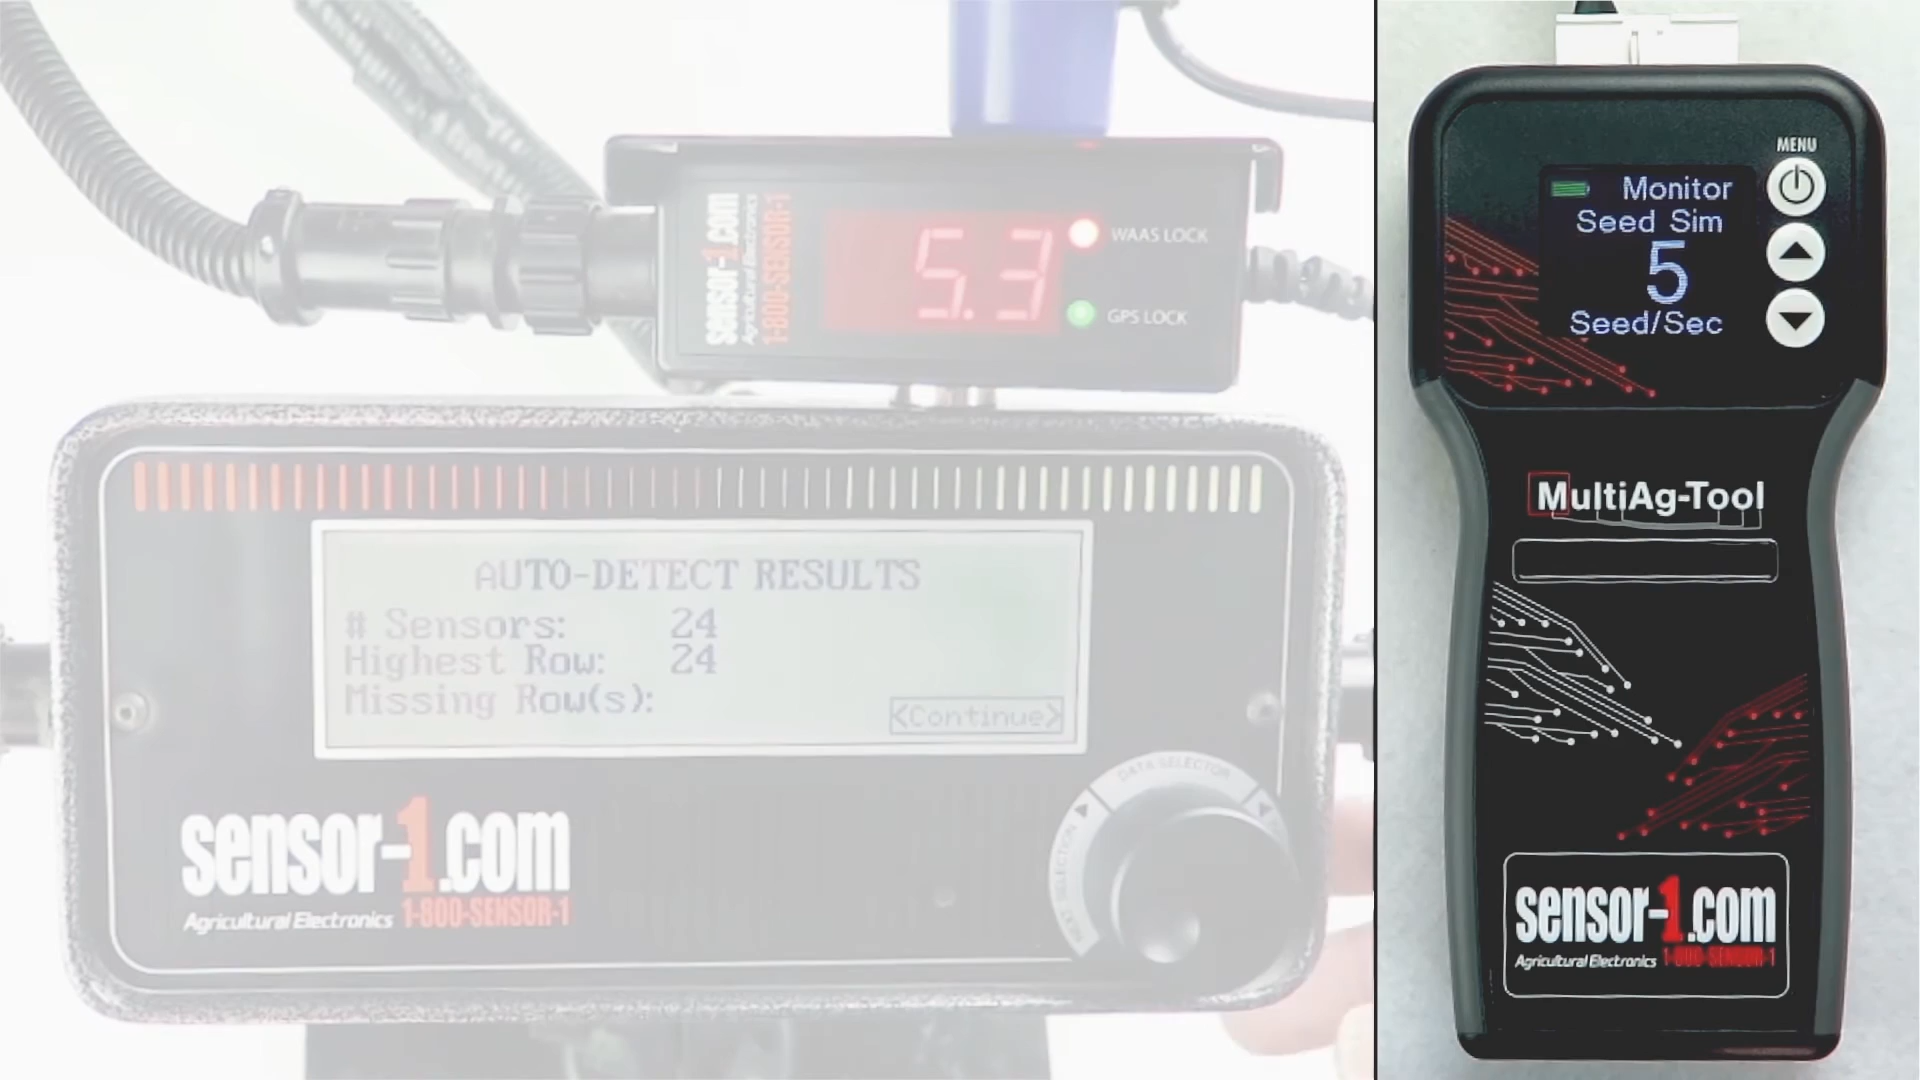 sensor-1.com
Agricultural Electronics
1-800-SENSOR-1
5.3
WAAS LOCK
GPS LOCK
AUTO-DETECT RESULTS
# Sensors: 24
Highest Row: 24
Missing Row(s):
<Continue>
DATA SELECTOR
sensor-1.com
Agricultural Electronics 1-800-SENSOR-1
MENU
Monitor
Seed Sim
5
Seed/Sec
MultiAg-Tool
sensor-1.com
Agricultural Electronics 1-800-SENSOR-1